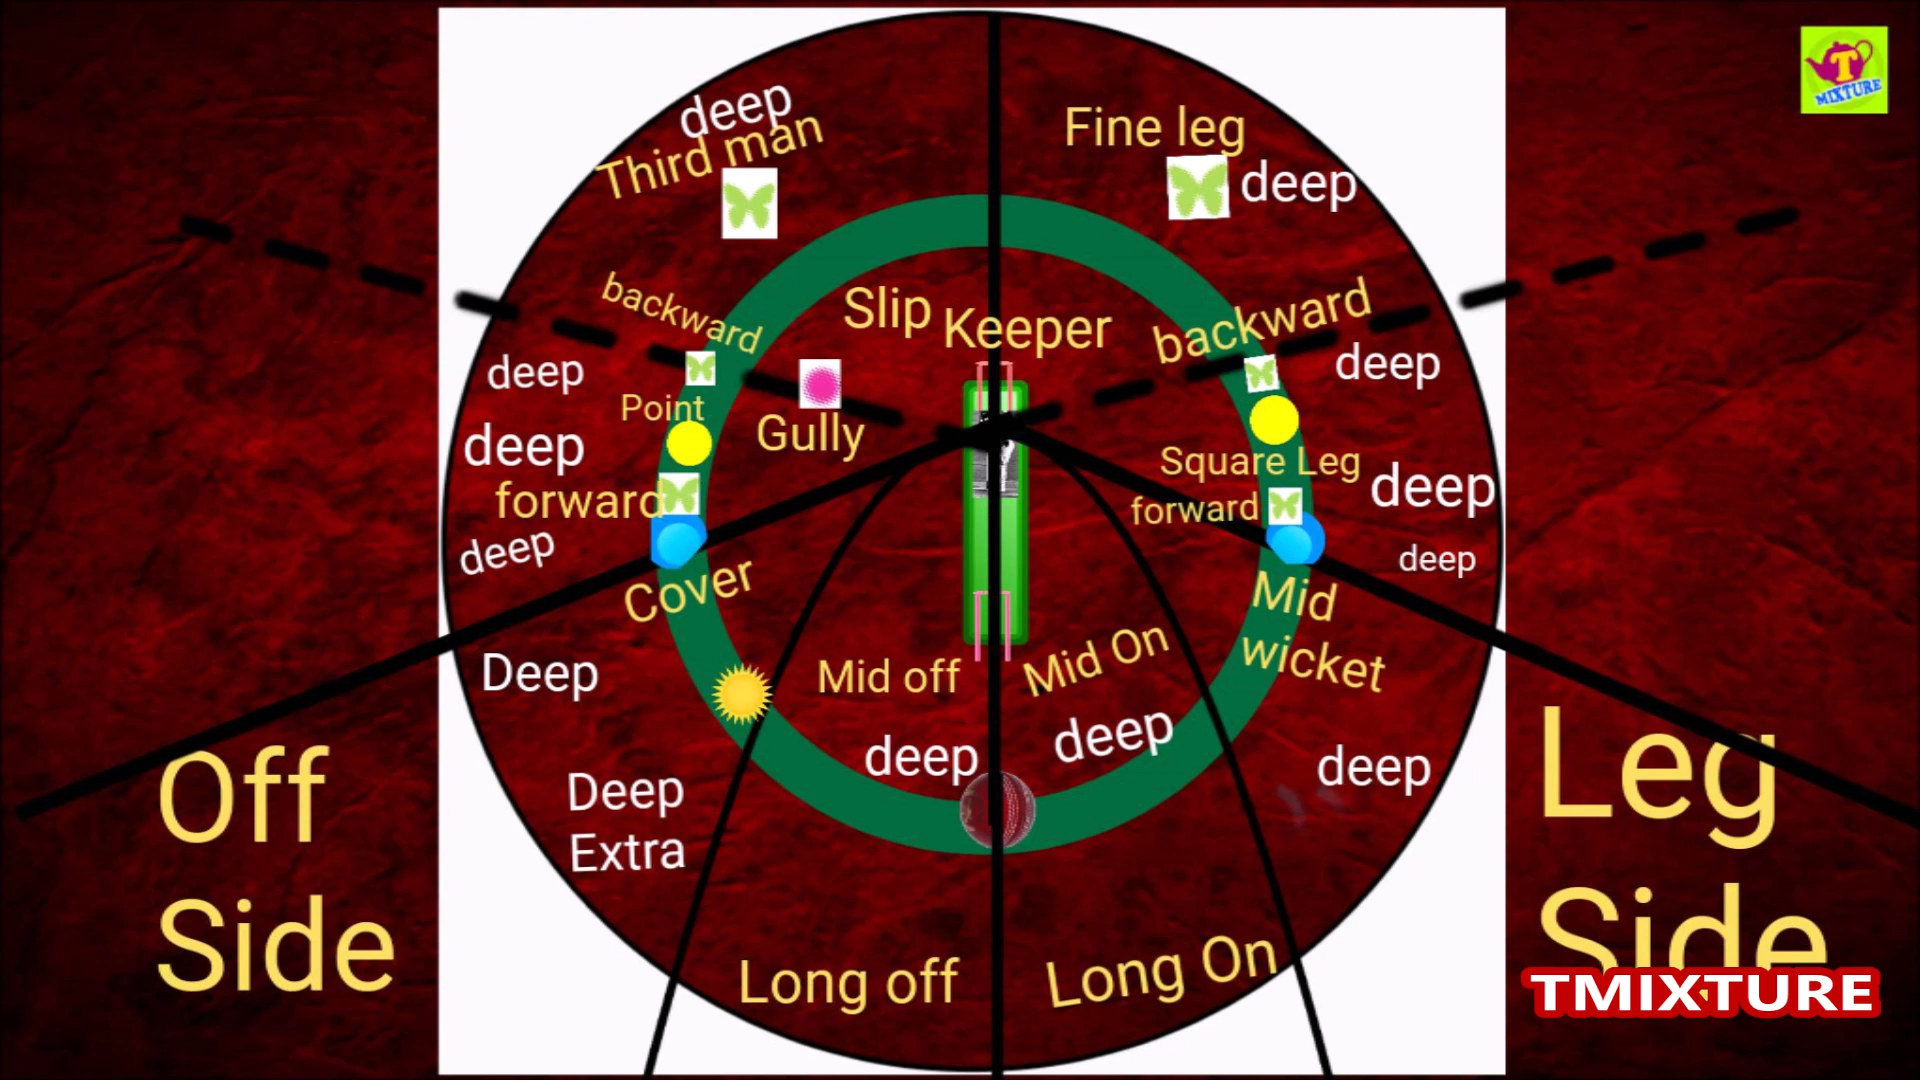 T
MIXTURE
deep
Third man
Fine leg
deep
backward
Slip
Keeper
backward
deep
deep
Point
Gully
deep
Square Leg
deep
forward
forward
deep
deep
Cover
Mid
wicket
Deep
Mid off
Mid On
deep
deep
deep
Deep
Extra
Off
Side
Leg
Side
Long off
Long On
TMIXTURE